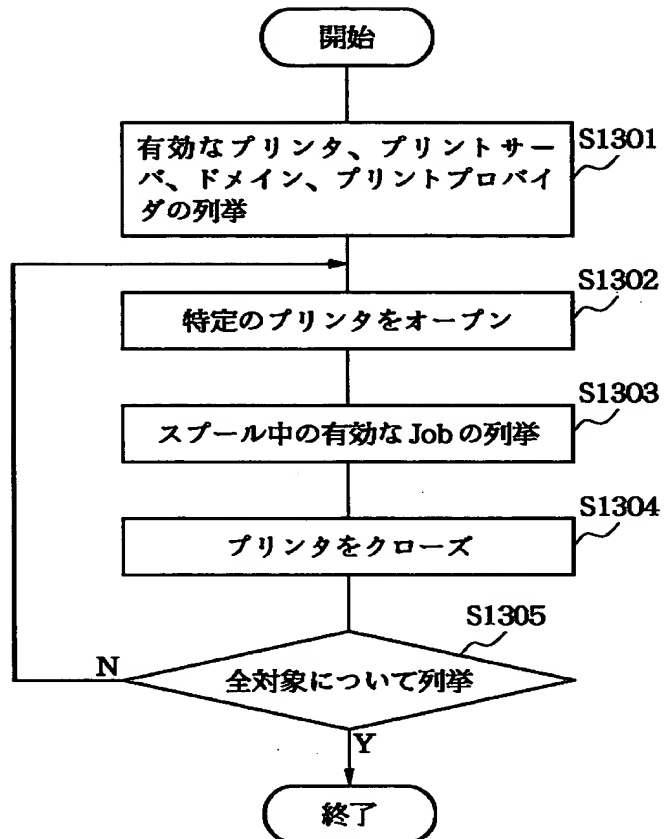 開始
S1301
有効なプリンタ、プリントサー
バ、ドメイン、プリントプロバイ
ダの列挙
S1302
特定のプリンタをオープン
S1303
スプール中の有効なJobの列挙
S1304
プリンタをクローズ
S1305
全対象について列挙
N
Y
終了